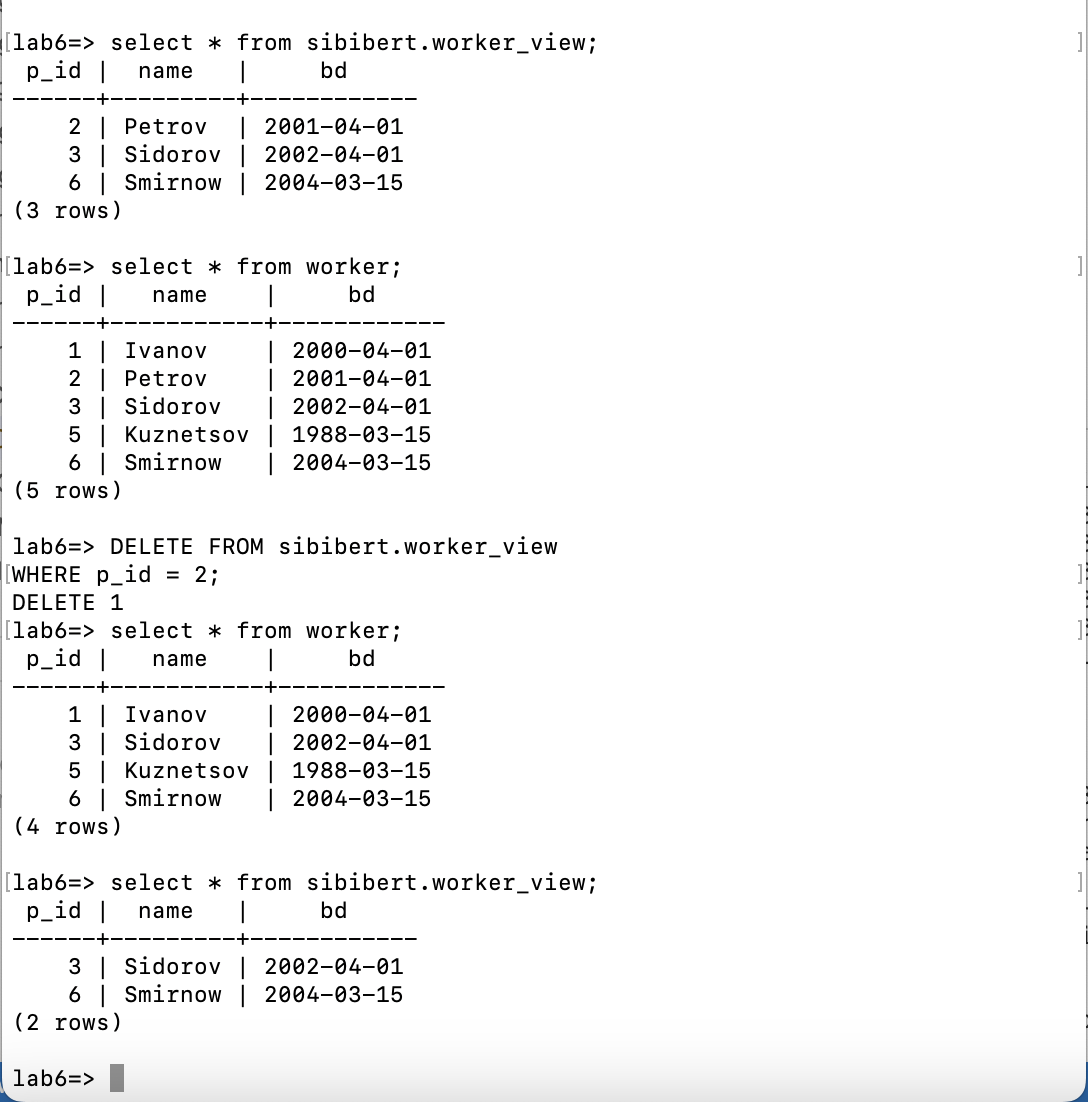 [lab6=> select * from sibibert.worker_view; ]
 p_id |  name   |     bd
------+---------+------------
    2 | Petrov  | 2001-04-01
    3 | Sidorov | 2002-04-01
    6 | Smirnow | 2004-03-15
(3 rows)

[lab6=> select * from worker; ]
 p_id |   name    |     bd
------+-----------+------------
    1 | Ivanov    | 2000-04-01
    2 | Petrov    | 2001-04-01
    3 | Sidorov   | 2002-04-01
    5 | Kuznetsov | 1988-03-15
    6 | Smirnow   | 2004-03-15
(5 rows)

lab6=> DELETE FROM sibibert.worker_view
[WHERE p_id = 2; ]
DELETE 1
[lab6=> select * from worker; ]
 p_id |   name    |     bd
------+-----------+------------
    1 | Ivanov    | 2000-04-01
    3 | Sidorov   | 2002-04-01
    5 | Kuznetsov | 1988-03-15
    6 | Smirnow   | 2004-03-15
(4 rows)

[lab6=> select * from sibibert.worker_view; ]
 p_id |  name   |     bd
------+---------+------------
    3 | Sidorov | 2002-04-01
    6 | Smirnow | 2004-03-15
(2 rows)

lab6=>